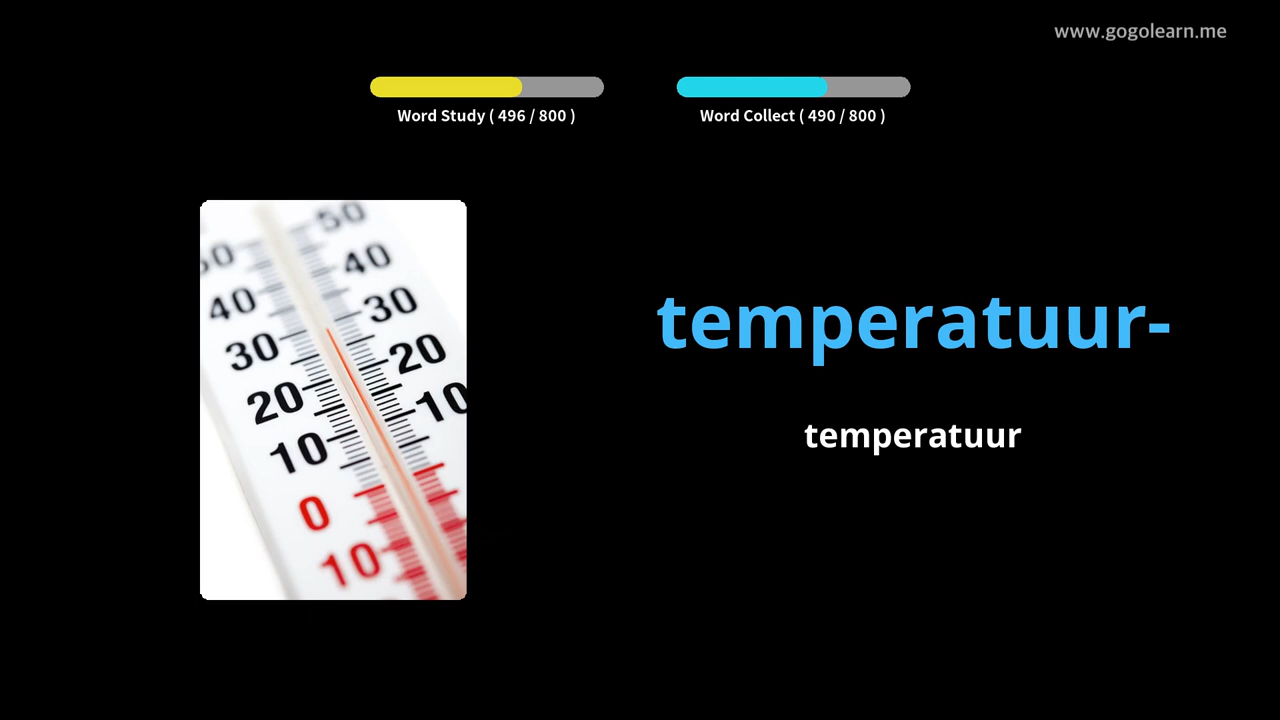 www.gogolearn.me
Word Study ( 496 / 800 )
Word Collect ( 490 / 800 )
temperatuur-
temperatuur
50
50
40
40
30
30
20
20
10
10
0
10